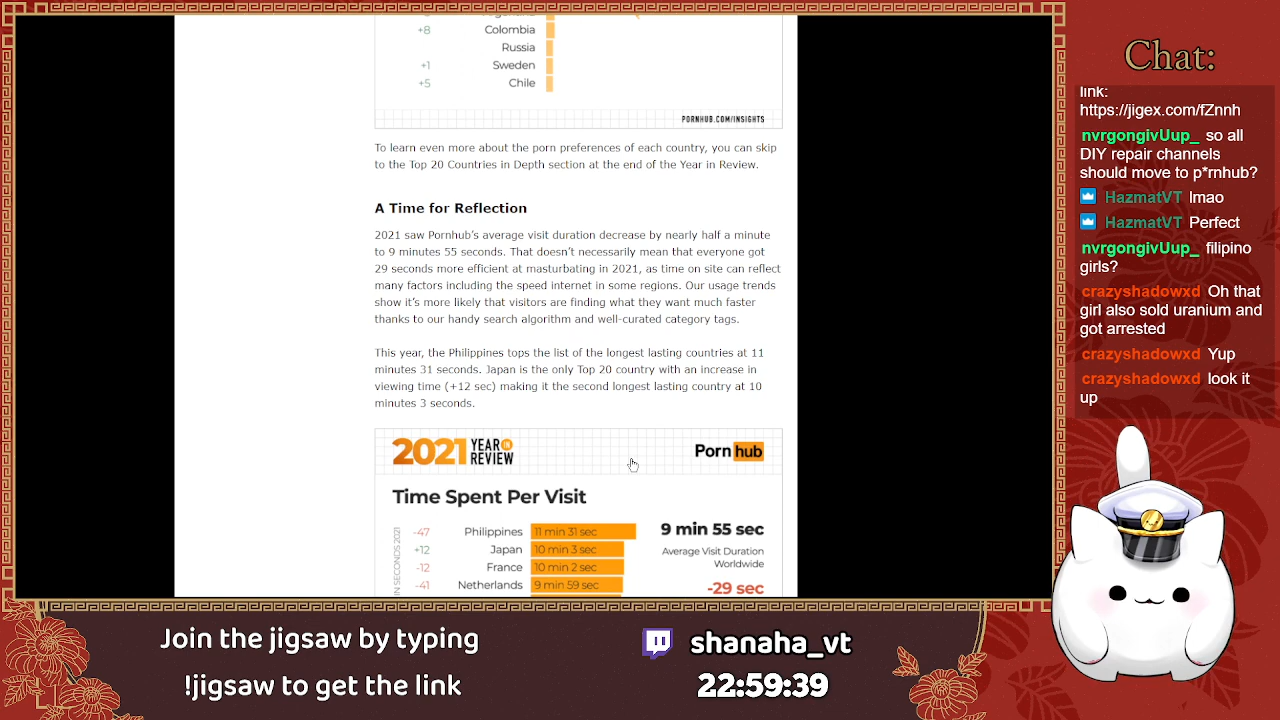 +8 Colombia
Russia
+1 Sweden
+5 Chile
PORNHUB.COM/INSIGHTS
To learn even more about the porn preferences of each country, you can skip
to the Top 20 Countries in Depth section at the end of the Year in Review.
A Time for Reflection
2021 saw Pornhub's average visit duration decrease by nearly half a minute
to 9 minutes 55 seconds. That doesn't necessarily mean that everyone got
29 seconds more efficient at masturbating in 2021, as time on site can reflect
many factors including the speed internet in some regions. Our usage trends
show it's more likely that visitors are finding what they want much faster
thanks to our handy search algorithm and well-curated category tags.
This year, the Philippines tops the list of the longest lasting countries at 11
minutes 31 seconds. Japan is the only Top 20 country with an increase in
viewing time (+12 sec) making it the second longest lasting country at 10
minutes 3 seconds.
2021 YEAR IN
REVIEW
Porn hub
Time Spent Per Visit
IN SECONDS 2021
-47 Philippines 11 min 31 sec
+12 Japan 10 min 3 sec
-12 France 10 min 2 sec
-41 Netherlands 9 min 59 sec
9 min 55 sec
Average Visit Duration
Worldwide
-29 sec
Chat:
link:
https://jigex.com/fZnnh
nvrgongivUup_ so all
DIY repair channels
should move to p*rnhub?
HazmatVT lmao
HazmatVT Perfect
nvrgongivUup_ filipino
girls?
crazyshadowxd Oh that
girl also sold uranium and
got arrested
crazyshadowxd Yup
crazyshadowxd look it
up
Join the jigsaw by typing
!jigsaw to get the link
shanaha_vt
22:59:39